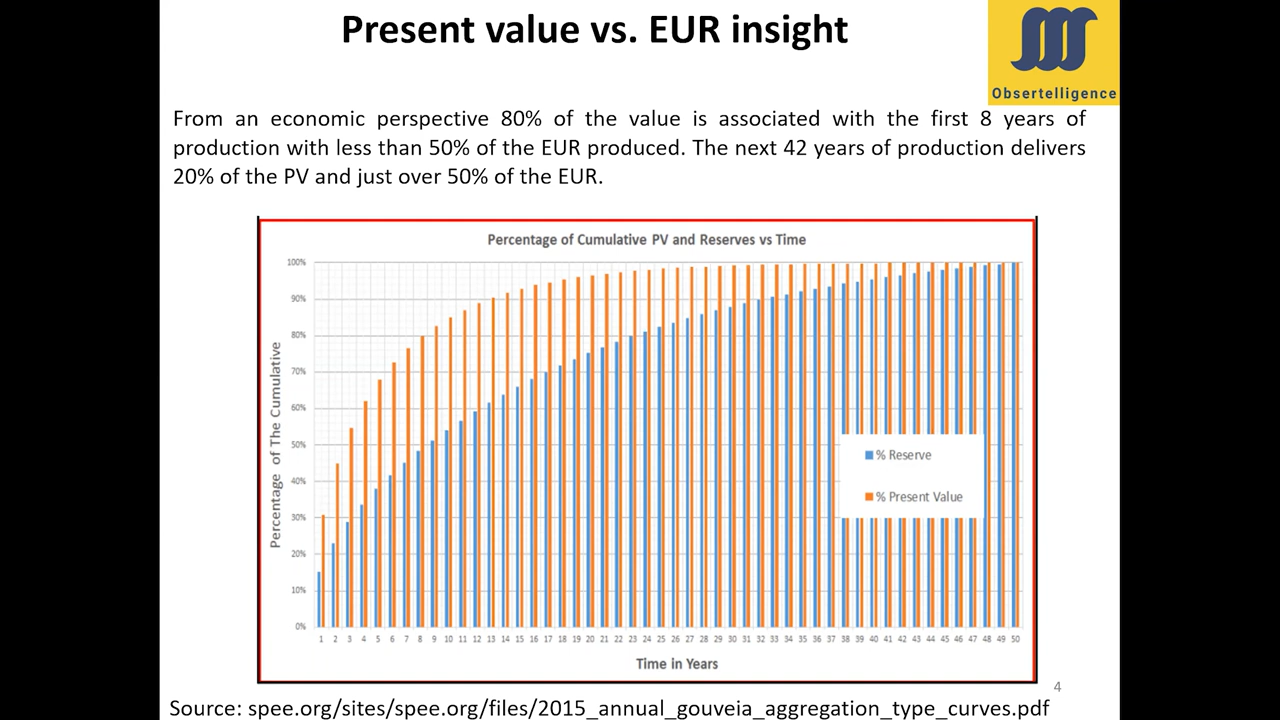 Present value vs. EUR insight
Obsertelligence
From an economic perspective 80% of the value is associated with the first 8 years of
production with less than 50% of the EUR produced. The next 42 years of production delivers
20% of the PV and just over 50% of the EUR.
Percentage of Cumulative PV and Reserves vs Time
100%
90%
80%
70%
60%
50%
40%
30%
20%
10%
0%
Percentage of The Cumulative
% Reserve
% Present Value
1 2 3 4 5 6 7 8 9 10 11 12 13 14 15 16 17 18 19 20 21 22 23 24 25 26 27 28 29 30 31 32 33 34 35 36 37 38 39 40 41 42 43 44 45 46 47 48 49 50
Time in Years
4
Source: spee.org/sites/spee.org/files/2015_annual_gouveia_aggregation_type_curves.pdf